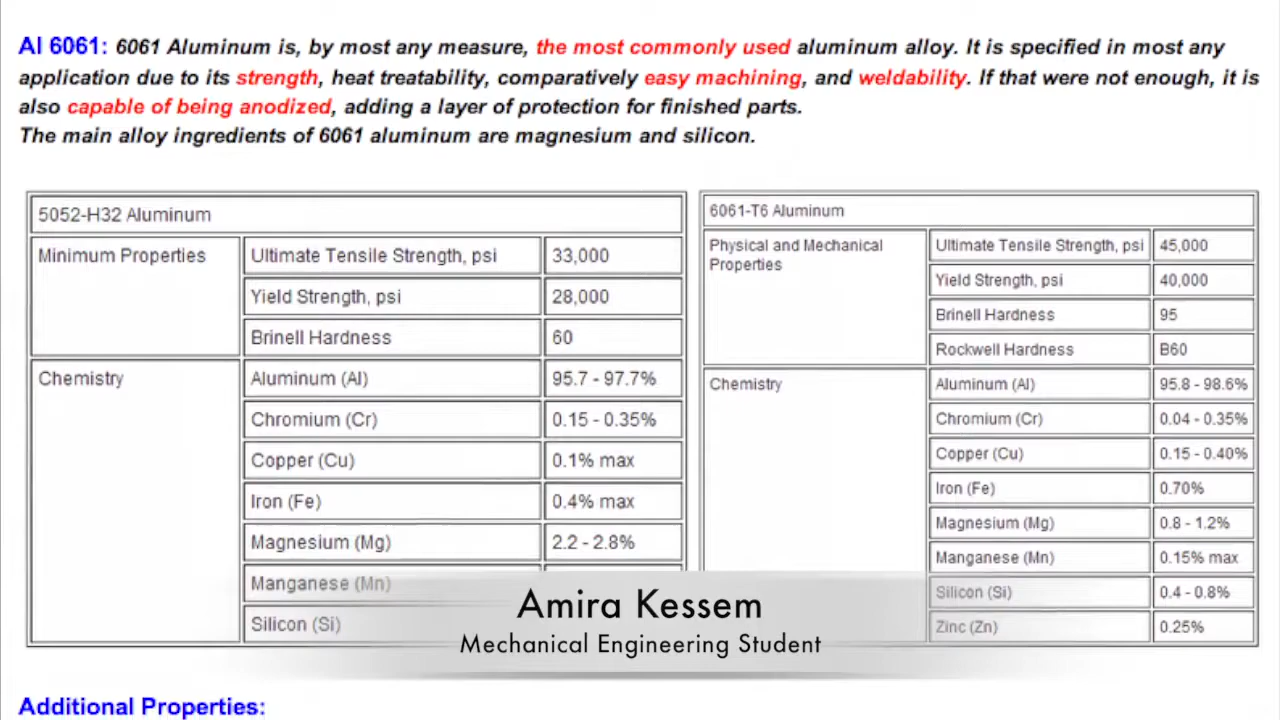 Al 6061: 6061 Aluminum is, by most any measure, the most commonly used aluminum alloy. It is specified in most any
application due to its strength, heat treatability, comparatively easy machining, and weldability. If that were not enough, it is
also capable of being anodized, adding a layer of protection for finished parts.
The main alloy ingredients of 6061 aluminum are magnesium and silicon.
5052-H32 Aluminum
Minimum Properties
Ultimate Tensile Strength, psi 33,000
Yield Strength, psi 28,000
Brinell Hardness 60
Chemistry
Aluminum (Al) 95.7 - 97.7%
Chromium (Cr) 0.15 - 0.35%
Copper (Cu) 0.1% max
Iron (Fe) 0.4% max
Magnesium (Mg) 2.2 - 2.8%
Manganese (Mn)
Silicon (Si)
6061-T6 Aluminum
Physical and Mechanical
Properties
Ultimate Tensile Strength, psi 45,000
Yield Strength, psi 40,000
Brinell Hardness 95
Rockwell Hardness B60
Chemistry
Aluminum (Al) 95.8 - 98.6%
Chromium (Cr) 0.04 - 0.35%
Copper (Cu) 0.15 - 0.40%
Iron (Fe) 0.70%
Magnesium (Mg) 0.8 - 1.2%
Manganese (Mn) 0.15% max
Silicon (Si) 0.4 - 0.8%
Zinc (Zn) 0.25%
Amira Kessem
Mechanical Engineering Student
Additional Properties: